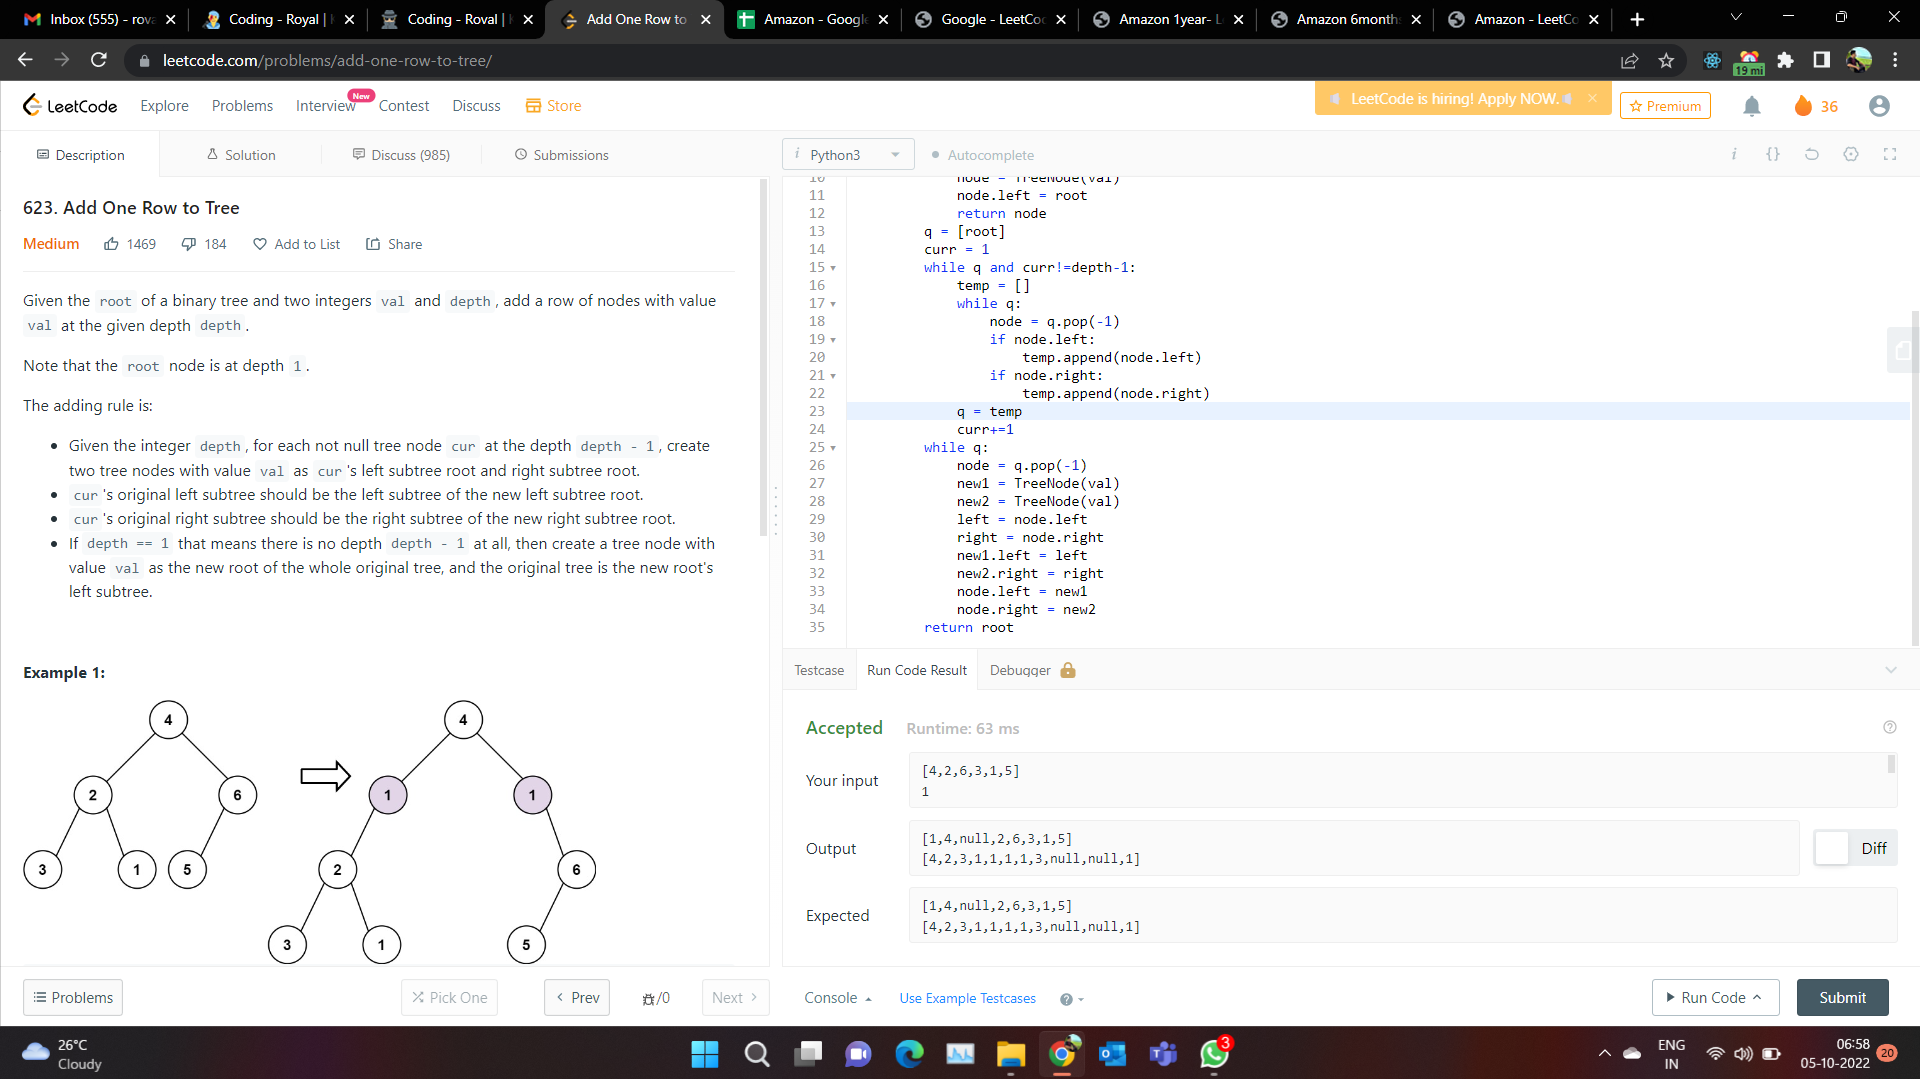 Inbox (555) - rova
Coding - Royal |
Coding - Roval |
Add One Row to
Amazon - Google
Google - LeetCo
Amazon 1year- L
Amazon 6month
Amazon - LeetCo
leetcode.com/problems/add-one-row-to-tree/
19 mi
LeetCode
Explore
Problems
Interview
New
Contest
Discuss
Store
LeetCode is hiring! Apply NOW.
Premium
36
Description
Solution
Discuss (985)
Submissions
623. Add One Row to Tree
Medium
1469
184
Add to List
Share
Given the root of a binary tree and two integers val and depth, add a row of nodes with value
val at the given depth depth.
Note that the root node is at depth 1.
The adding rule is:
Given the integer depth, for each not null tree node cur at the depth depth - 1, create
two tree nodes with value val as cur's left subtree root and right subtree root.
cur's original left subtree should be the left subtree of the new left subtree root.
cur's original right subtree should be the right subtree of the new right subtree root.
If depth == 1 that means there is no depth depth - 1 at all, then create a tree node with
value val as the new root of the whole original tree, and the original tree is the new root's
left subtree.
Example 1:
4
4
2
6
1
1
3
1
5
2
6
3
1
5
Problems
Pick One
Prev
/0
Next
i Python3
Autocomplete
10 node = TreeNode(val)
11 node.left = root
12 return node
13 q = [root]
14 curr = 1
15 while q and curr!=depth-1:
16 temp = []
17 while q:
18 node = q.pop(-1)
19 if node.left:
20 temp.append(node.left)
21 if node.right:
22 temp.append(node.right)
23 q = temp
24 curr+=1
25 while q:
26 node = q.pop(-1)
27 new1 = TreeNode(val)
28 new2 = TreeNode(val)
29 left = node.left
30 right = node.right
31 new1.left = left
32 new2.right = right
33 node.left = new1
34 node.right = new2
35 return root
Testcase
Run Code Result
Debugger
Accepted
Runtime: 63 ms
Your input
[4,2,6,3,1,5]
1
Output
[1,4,null,2,6,3,1,5]
[4,2,3,1,1,1,1,3,null,null,1]
Diff
Expected
[1,4,null,2,6,3,1,5]
[4,2,3,1,1,1,1,3,null,null,1]
Console
Use Example Testcases
Run Code
Submit
26°C
Cloudy
3
ENG
IN
06:58
05-10-2022
20